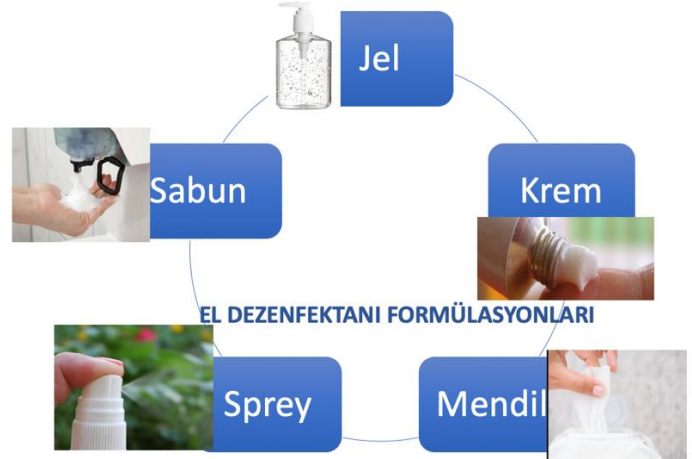 Jel
Sabun
Krem
EL DEZENFEKTANI FORMÜLASYONLARI
Sprey
Mendil